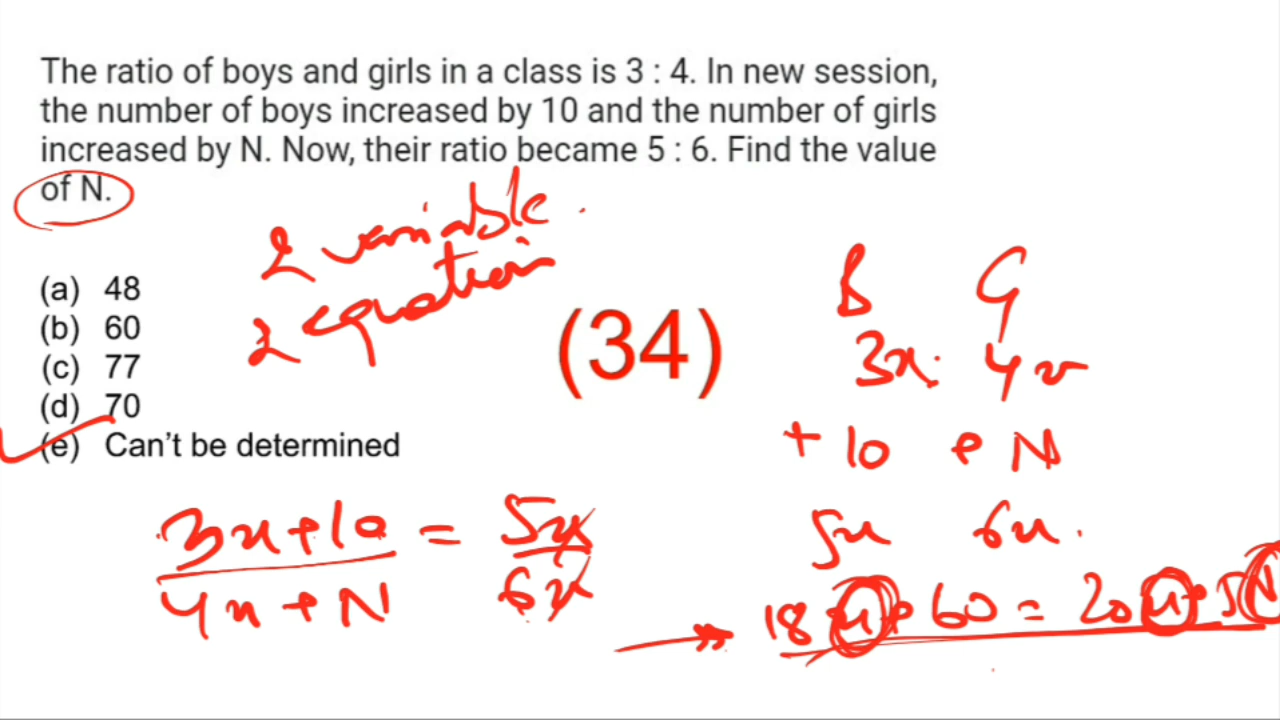 The ratio of boys and girls in a class is 3 : 4. In new session,
the number of boys increased by 10 and the number of girls
increased by N. Now, their ratio became 5 : 6. Find the value
of N.
2 variable.
2 equation
(a) 48
(b) 60
(c) 77
(d) 70
(e) Can't be determined
(34)
B G
3x : 4x
+ 10 + N
5x 6x.
3x+10 = 5x
4x+N 6x
18x+60 = 20x+5N